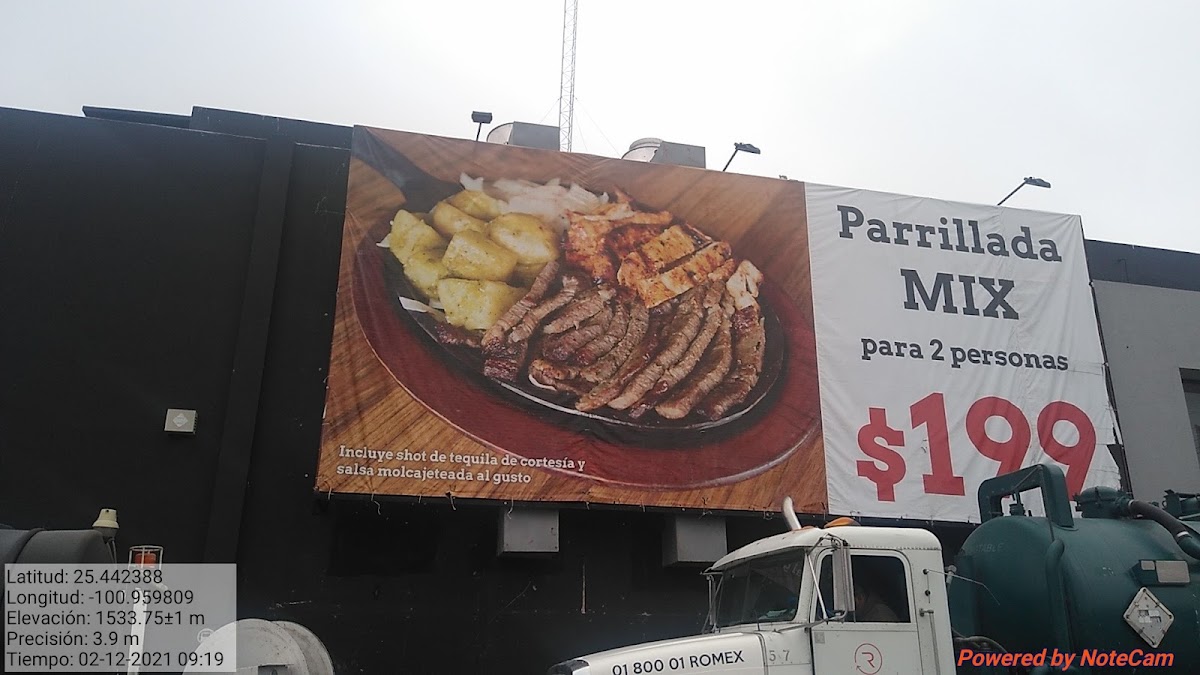 Parrillada
MIX
para 2 personas
$199
Incluye shot de tequila de cortesía y
salsa molcajeteada al gusto
01 800 01 ROMEX
57
R
Latitud: 25.442388
Longitud: -100.959809
Elevación: 1533.75±1 m
Precisión: 3.9 m
Tiempo: 02-12-2021 09:19
Powered by NoteCam